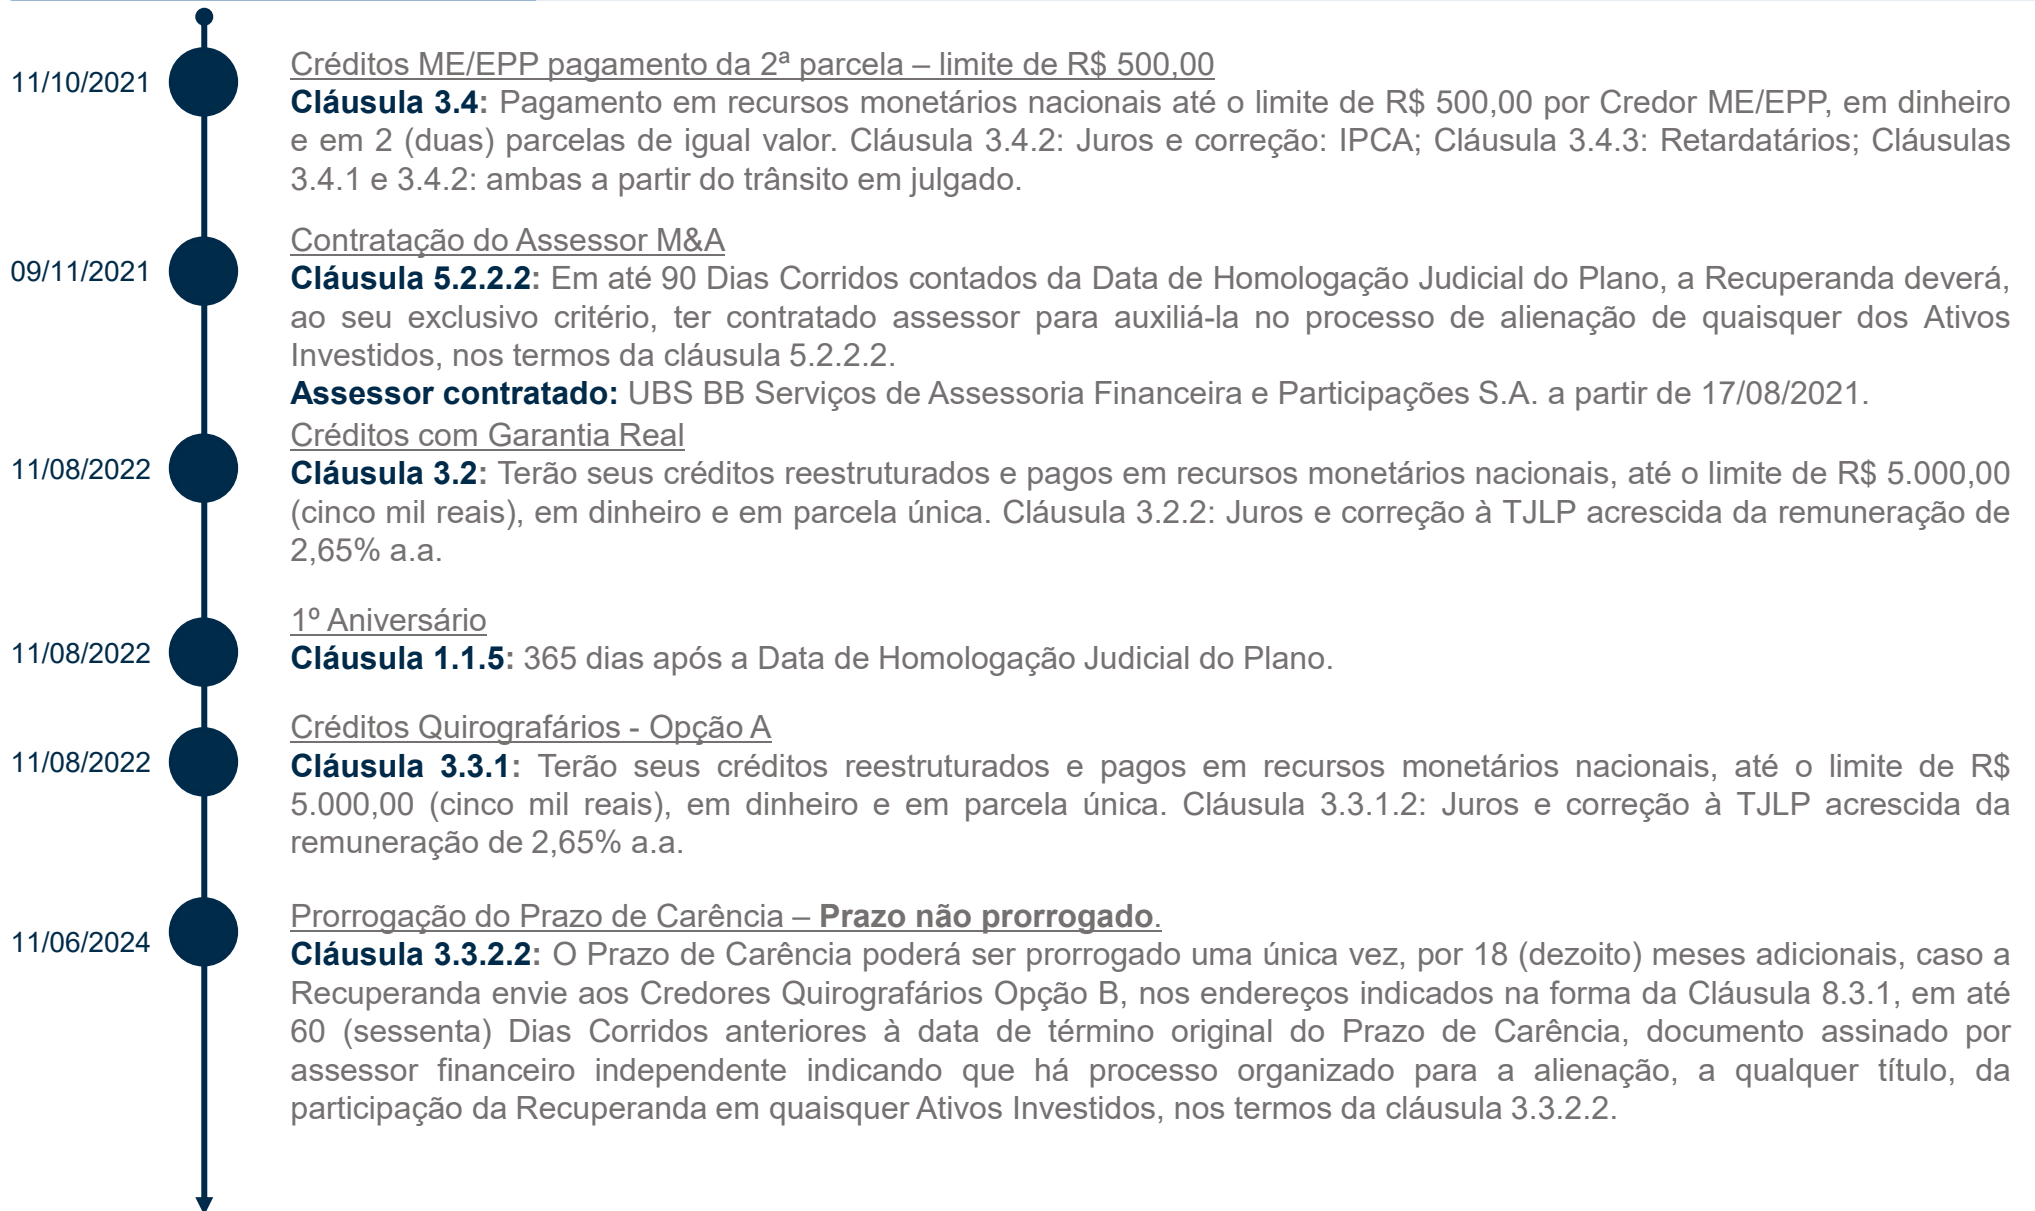 11/10/2021
Créditos ME/EPP pagamento da 2ª parcela – limite de R$ 500,00
Cláusula 3.4: Pagamento em recursos monetários nacionais até o limite de R$ 500,00 por Credor ME/EPP, em dinheiro
e em 2 (duas) parcelas de igual valor. Cláusula 3.4.2: Juros e correção: IPCA; Cláusula 3.4.3: Retardatários; Cláusulas
3.4.1 e 3.4.2: ambas a partir do trânsito em julgado.
09/11/2021
Contratação do Assessor M&A
Cláusula 5.2.2.2: Em até 90 Dias Corridos contados da Data de Homologação Judicial do Plano, a Recuperanda deverá,
ao seu exclusivo critério, ter contratado assessor para auxiliá-la no processo de alienação de quaisquer dos Ativos
Investidos, nos termos da cláusula 5.2.2.2.
Assessor contratado: UBS BB Serviços de Assessoria Financeira e Participações S.A. a partir de 17/08/2021.
11/08/2022
Créditos com Garantia Real
Cláusula 3.2: Terão seus créditos reestruturados e pagos em recursos monetários nacionais, até o limite de R$ 5.000,00
(cinco mil reais), em dinheiro e em parcela única. Cláusula 3.2.2: Juros e correção à TJLP acrescida da remuneração de
2,65% a.a.
11/08/2022
1º Aniversário
Cláusula 1.1.5: 365 dias após a Data de Homologação Judicial do Plano.
11/08/2022
Créditos Quirografários - Opção A
Cláusula 3.3.1: Terão seus créditos reestruturados e pagos em recursos monetários nacionais, até o limite de R$
5.000,00 (cinco mil reais), em dinheiro e em parcela única. Cláusula 3.3.1.2: Juros e correção à TJLP acrescida da
remuneração de 2,65% a.a.
11/06/2024
Prorrogação do Prazo de Carência – Prazo não prorrogado.
Cláusula 3.3.2.2: O Prazo de Carência poderá ser prorrogado uma única vez, por 18 (dezoito) meses adicionais, caso a
Recuperanda envie aos Credores Quirografários Opção B, nos endereços indicados na forma da Cláusula 8.3.1, em até
60 (sessenta) Dias Corridos anteriores à data de término original do Prazo de Carência, documento assinado por
assessor financeiro independente indicando que há processo organizado para a alienação, a qualquer título, da
participação da Recuperanda em quaisquer Ativos Investidos, nos termos da cláusula 3.3.2.2.